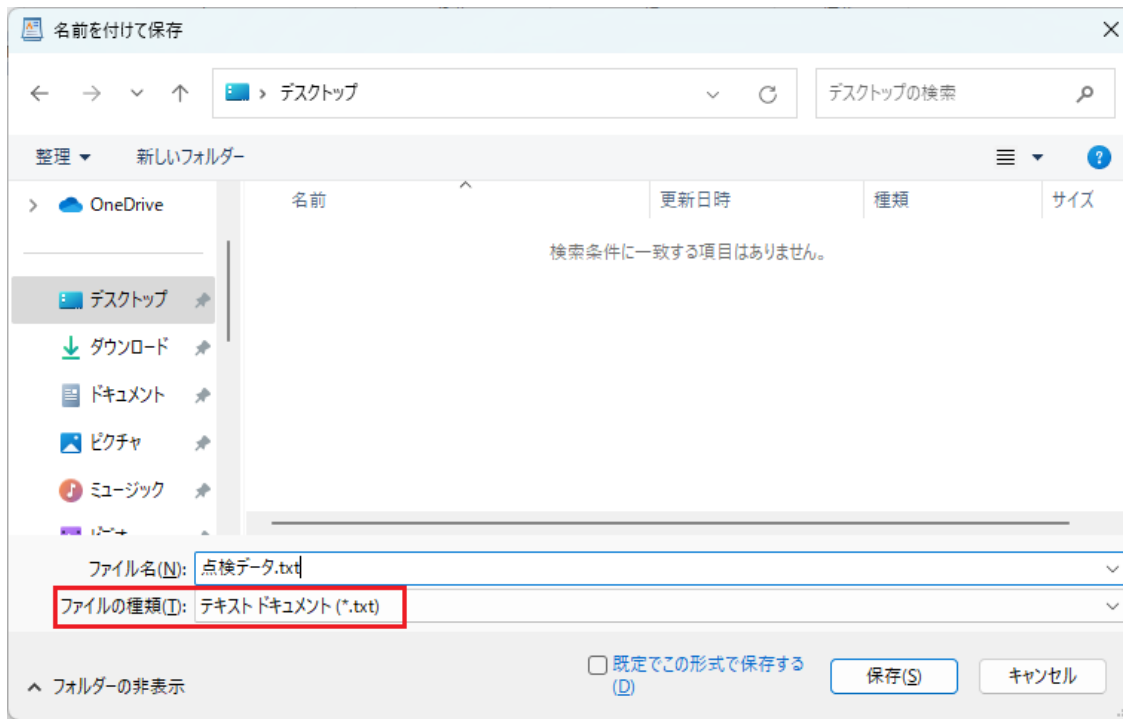 名前を付けて保存
デスクトップ
デスクトップの検索
整理
新しいフォルダー
OneDrive
名前
更新日時
種類
サイズ
検索条件に一致する項目はありません。
デスクトップ
ダウンロード
ドキュメント
ピクチャ
ミュージック
ビデオ
ファイル名(N): 点検データ.txt
ファイルの種類(T): テキスト ドキュメント (*.txt)
既定でこの形式で保存する
(D)
保存(S)
キャンセル
フォルダーの非表示